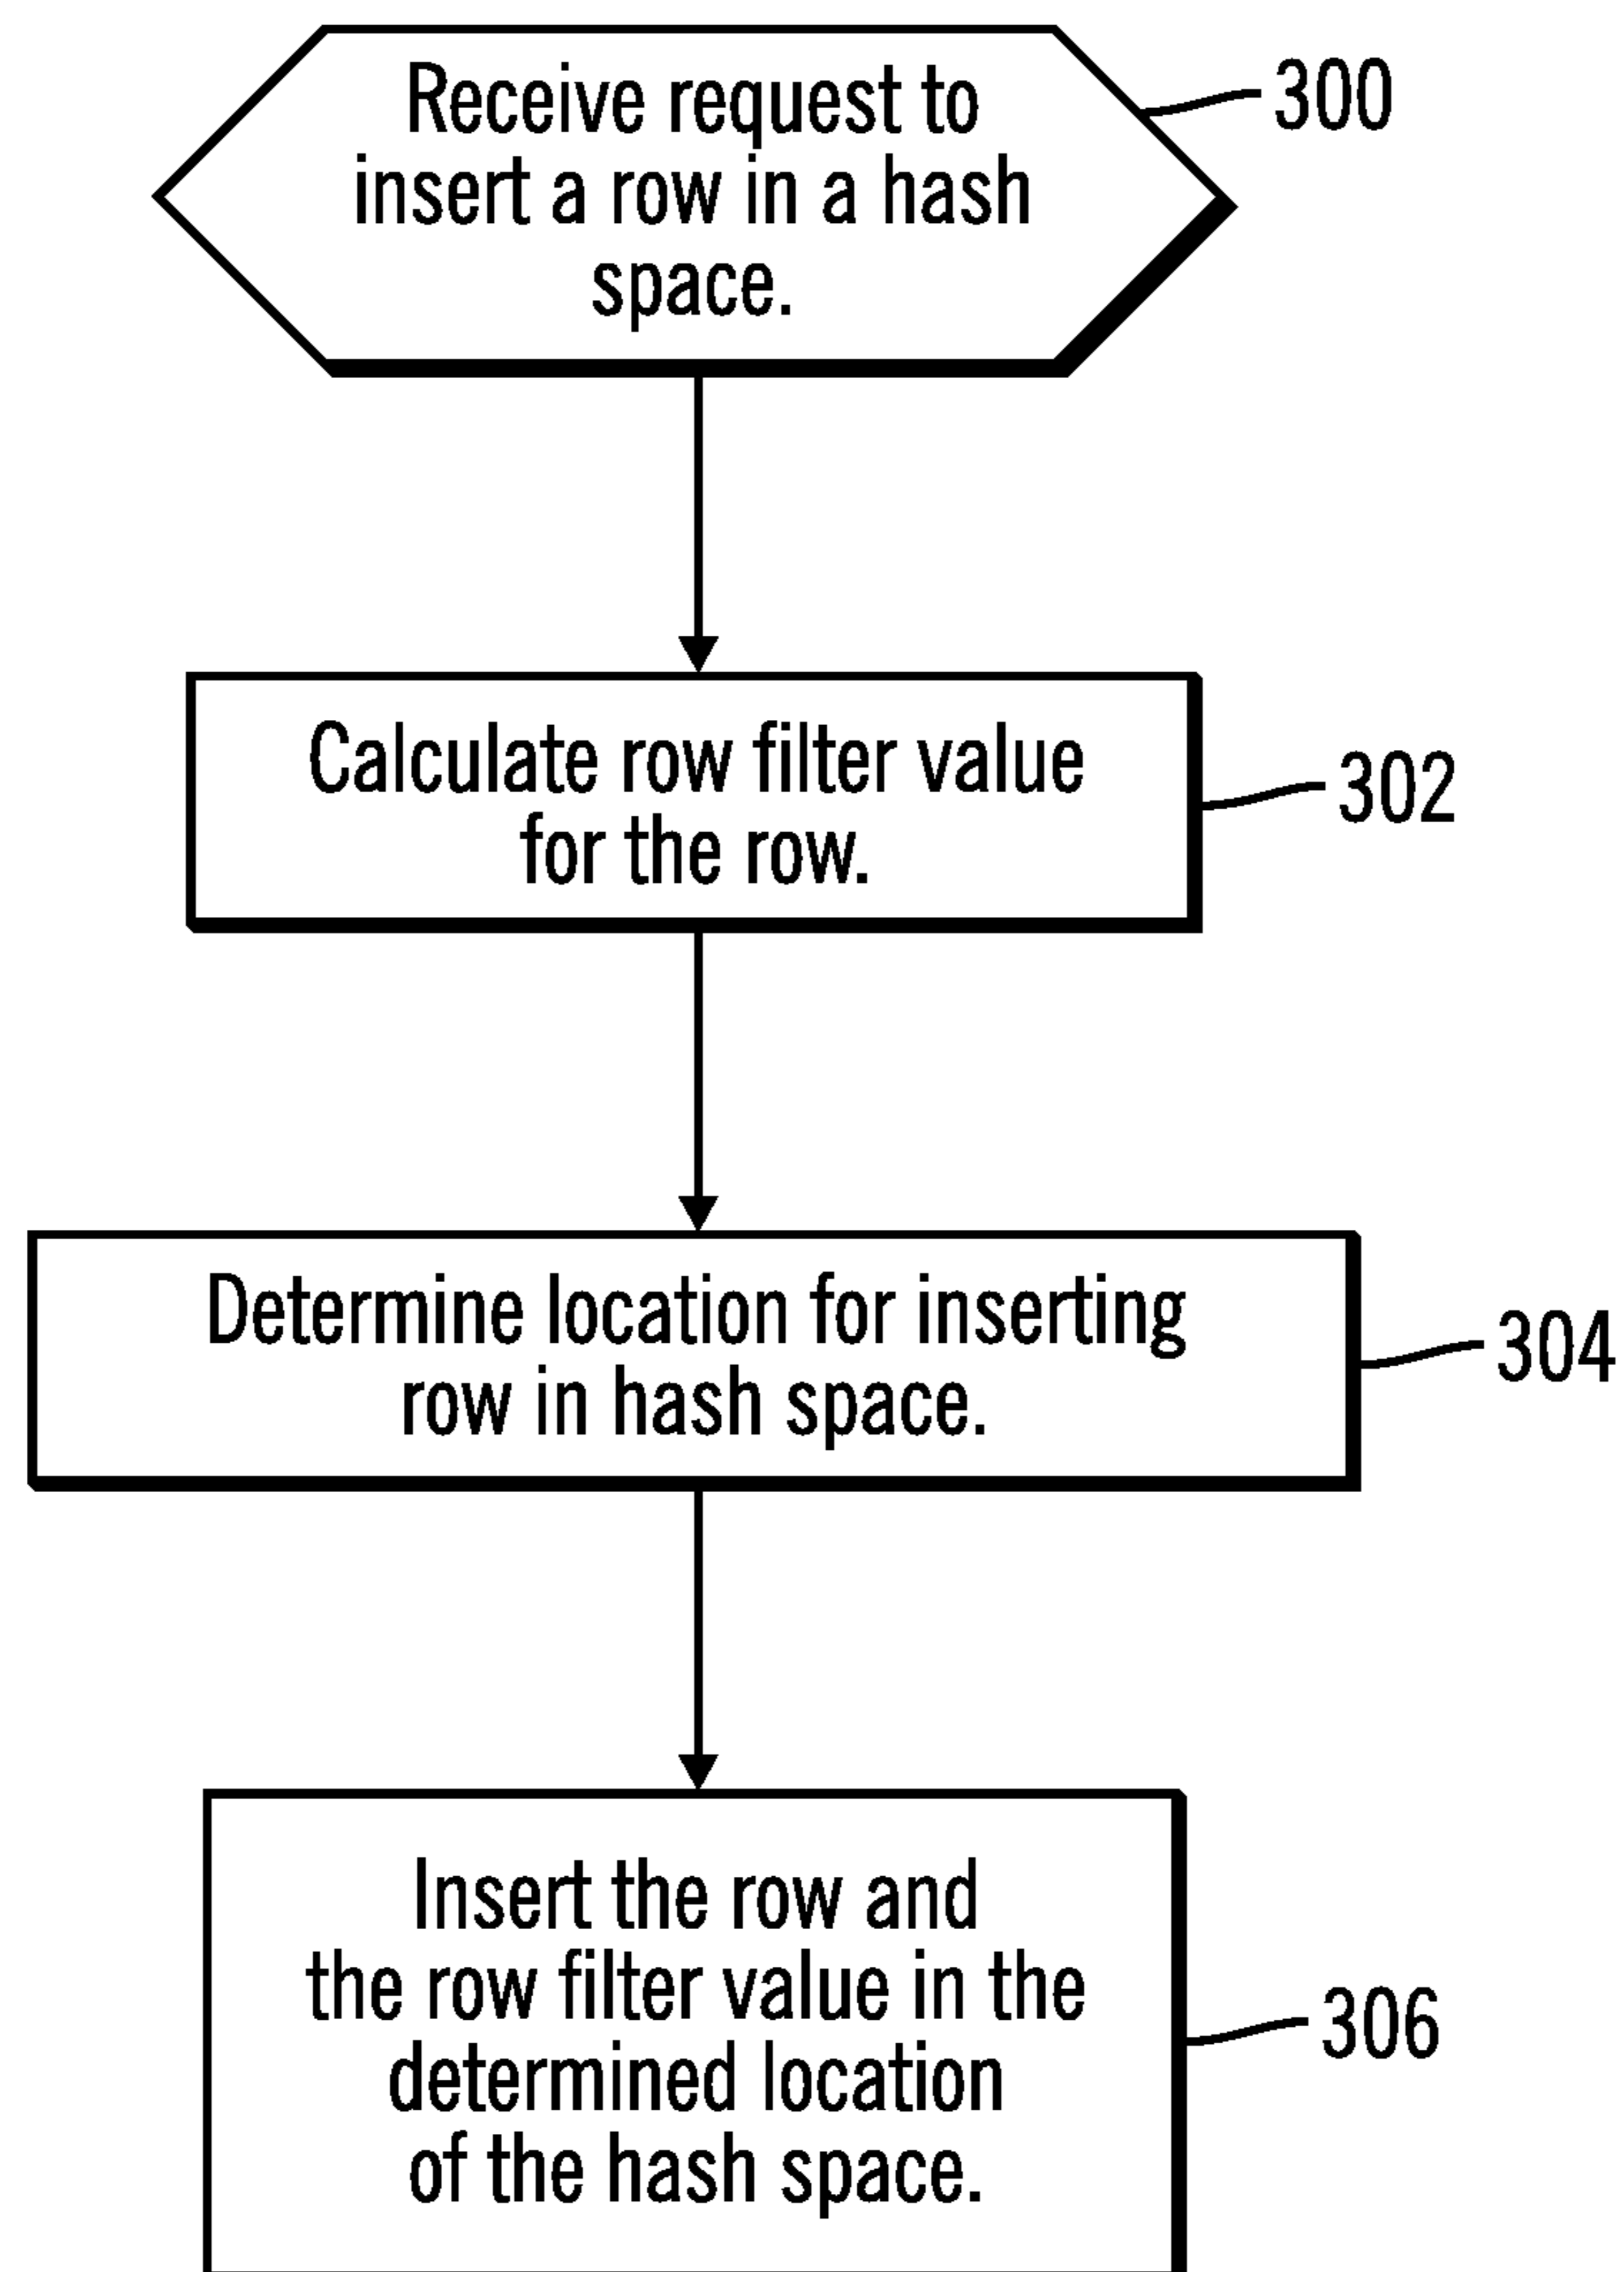 Receive request to
insert a row in a hash
space.
300
Calculate row filter value
for the row.
302
Determine location for inserting
row in hash space.
304
Insert the row and
the row filter value in the
determined location
of the hash space.
306